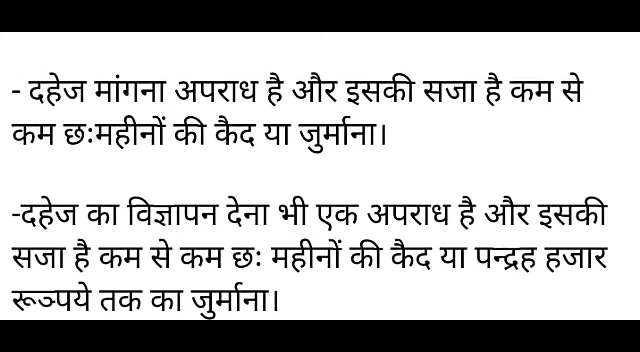 - दहेज मांगना अपराध है और इसकी सजा है कम से
कम छःमहीनों की कैद या जुर्माना।
-दहेज का विज्ञापन देना भी एक अपराध है और इसकी
सजा है कम से कम छः महीनों की कैद या पन्द्रह हजार
रूञ्पये तक का जुर्माना।